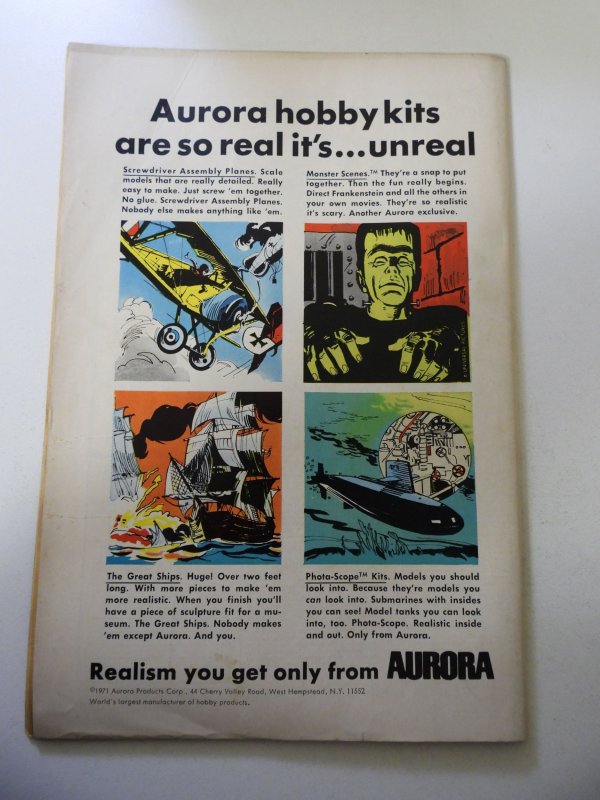 Aurora hobby kits
are so real it's...unreal
Screwdriver Assembly Planes. Scale
models that are really detailed. Really
easy to make. Just screw 'em together.
No glue. Screwdriver Assembly Planes.
Nobody else makes anything like 'em.
Monster Scenes.™ They're a snap to put
together. Then the fun really begins.
Direct Frankenstein and all the others in
your own movies. They're so realistic
it's scary. Another Aurora exclusive.
The Great Ships. Huge! Over two feet
long. With more pieces to make 'em
more realistic. When you finish you'll
have a piece of sculpture fit for a mu-
seum. The Great Ships. Nobody makes
'em except Aurora. And you.
Phota-Scope™ Kits. Models you should
look into. Because they're models you
can look into. Submarines with insides
you can see! Model tanks you can look
into, too. Phota-Scope. Realistic inside
and out. Only from Aurora.
Realism you get only from AURORA
©1971 Aurora Products Corp., 44 Cherry Valley Road, West Hempstead, N.Y. 11552
World's largest manufacturer of hobby products.